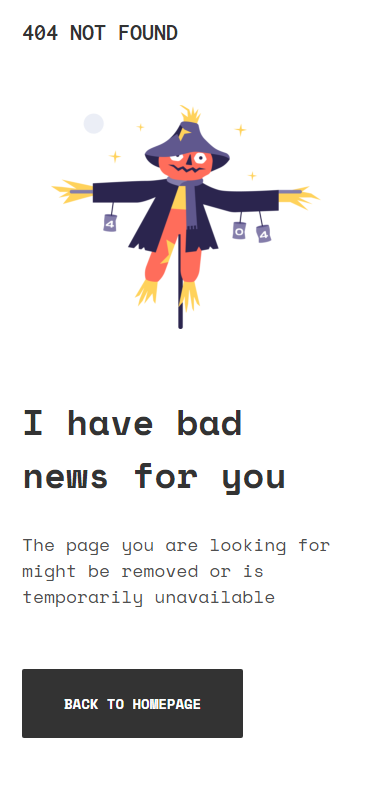 404 NOT FOUND
4
0
4
I have bad
news for you
The page you are looking for
might be removed or is
temporarily unavailable
BACK TO HOMEPAGE